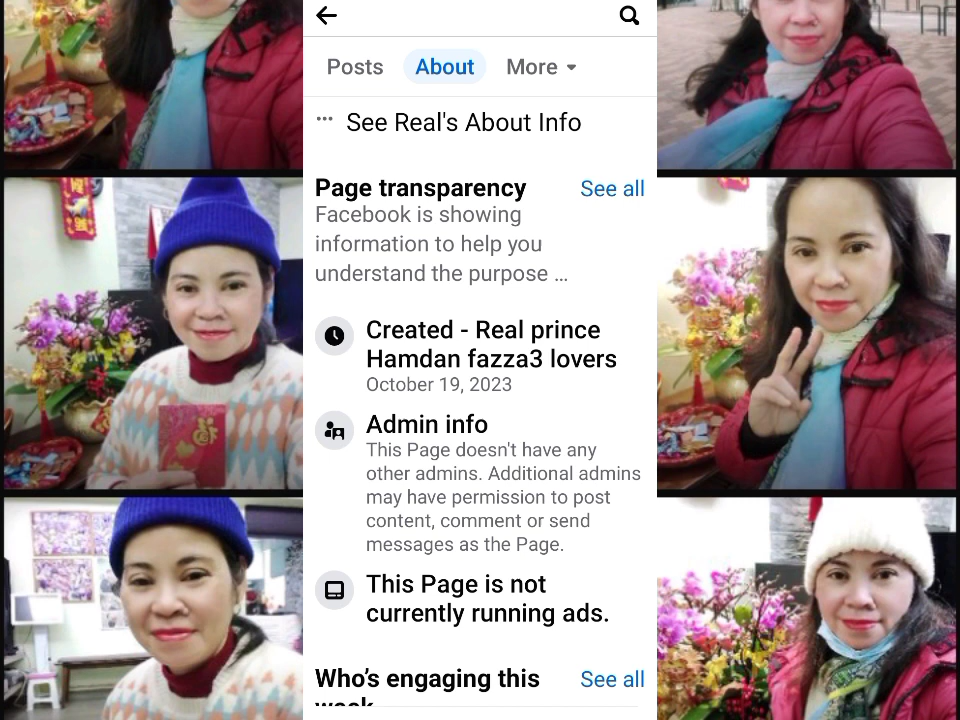 Posts About More
See Real's About Info
Page transparency See all
Facebook is showing
information to help you
understand the purpose ...
Created - Real prince
Hamdan fazza3 lovers
October 19, 2023
Admin info
This Page doesn't have any
other admins. Additional admins
may have permission to post
content, comment or send
messages as the Page.
This Page is not
currently running ads.
Who's engaging this See all
week
福